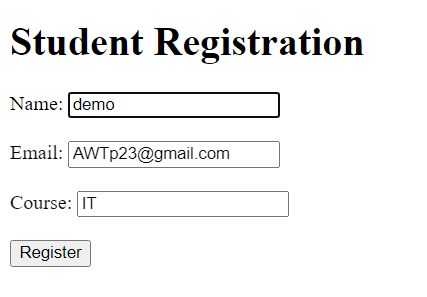 Student Registration
Name: demo
Email: AWTp23@gmail.com
Course: IT
Register